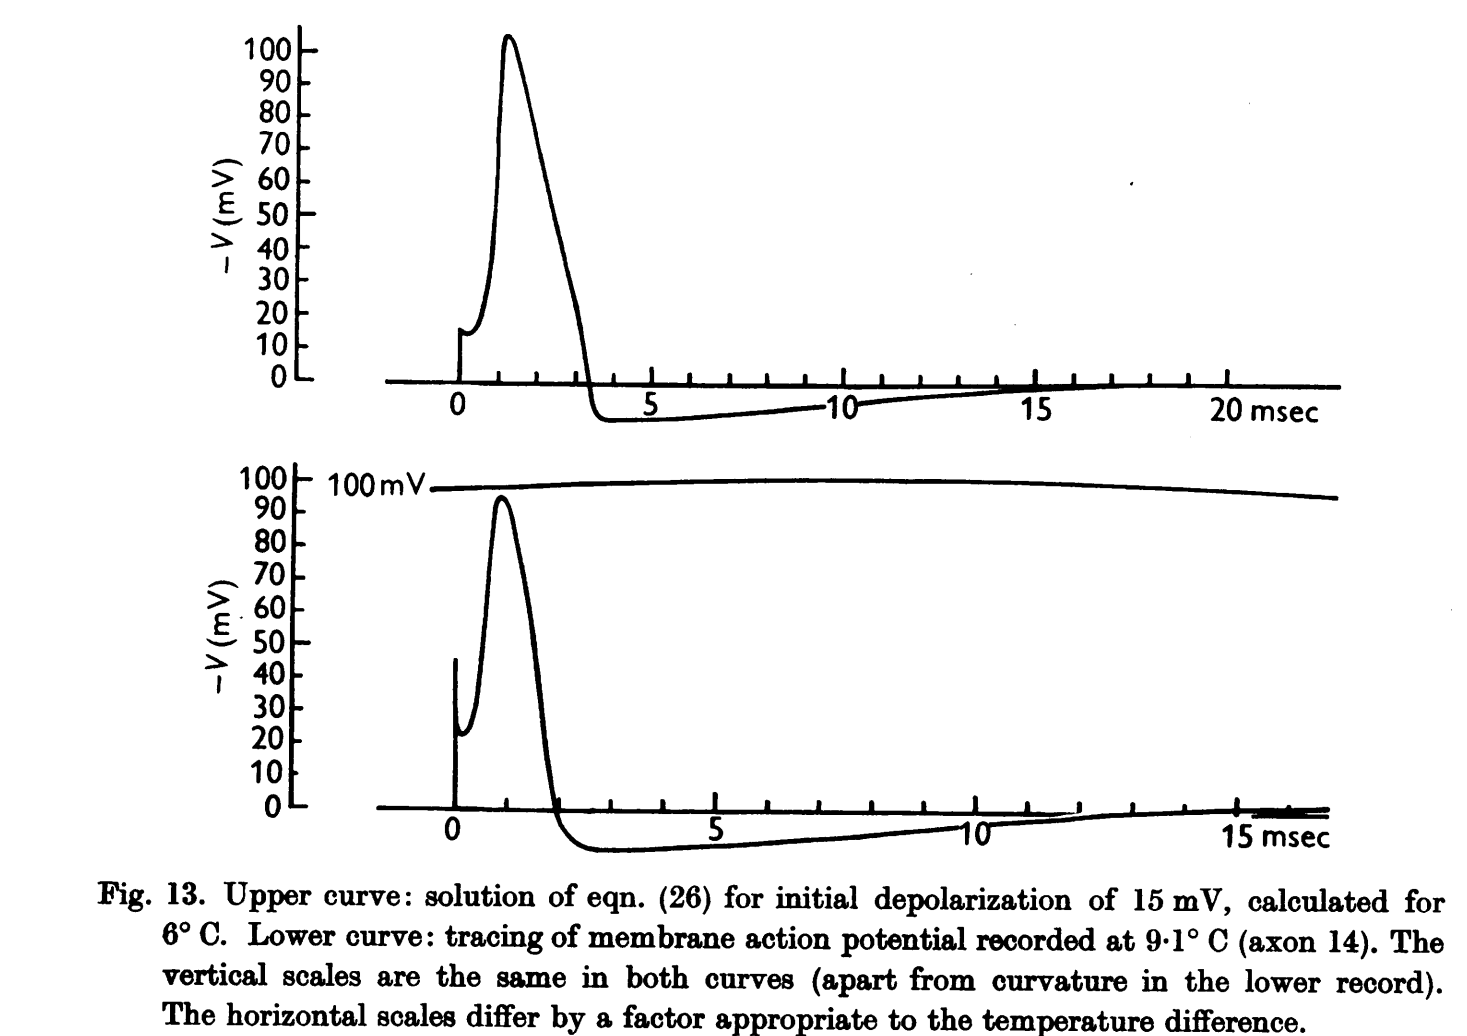 100
90
80
70
60
50
40
30
20
10
0
−V (mV)
0 5 10 15 20 msec
100 100 mV
90
80
70
60
50
40
30
20
10
0
−V (mV)
0 5 10 15 msec
Fig. 13. Upper curve: solution of eqn. (26) for initial depolarization of 15 mV, calculated for
6° C. Lower curve: tracing of membrane action potential recorded at 9·1° C (axon 14). The
vertical scales are the same in both curves (apart from curvature in the lower record).
The horizontal scales differ by a factor appropriate to the temperature difference.